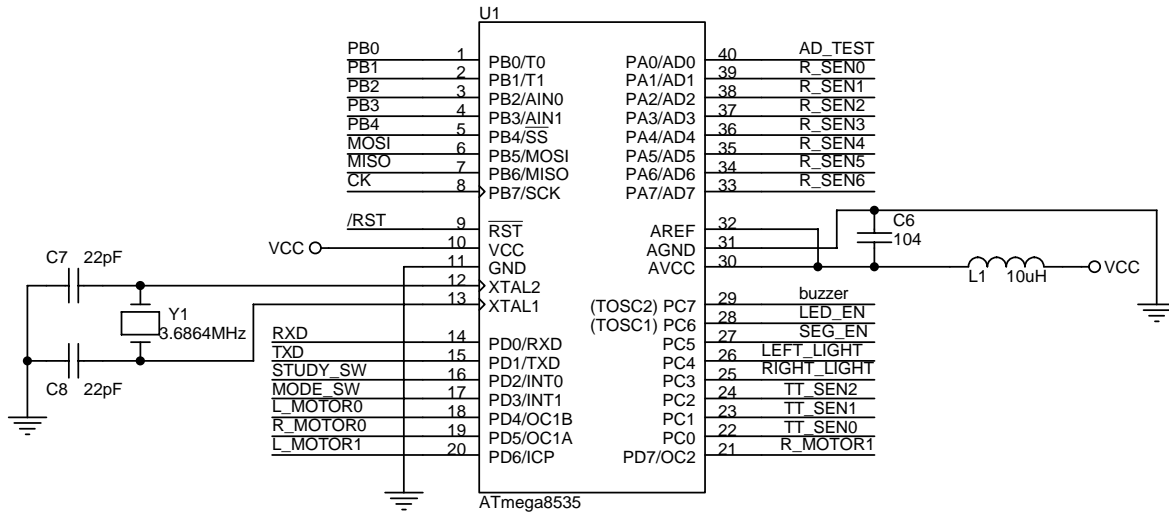 U1
PB0 1 PB0/T0 PA0/AD0 40 AD_TEST
PB1 2 PB1/T1 PA1/AD1 39 R_SEN0
PB2 3 PB2/AIN0 PA2/AD2 38 R_SEN1
PB3 4 PB3/AIN1 PA3/AD3 37 R_SEN2
PB4 5 PB4/SS PA4/AD4 36 R_SEN3
MOSI 6 PB5/MOSI PA5/AD5 35 R_SEN4
MISO 7 PB6/MISO PA6/AD6 34 R_SEN5
CK 8 PB7/SCK PA7/AD7 33 R_SEN6
/RST 9 RST AREF 32 C6
VCC 10 VCC AGND 31 104
C7 22pF 11 GND AVCC 30 L1 10uH VCC
12 XTAL2
13 XTAL1 (TOSC2) PC7 29 buzzer
Y1 (TOSC1) PC6 28 LED_EN
3.6864MHz
RXD 14 PD0/RXD PC5 27 SEG_EN
TXD 15 PD1/TXD PC4 26 LEFT_LIGHT
C8 22pF STUDY_SW 16 PD2/INT0 PC3 25 RIGHT_LIGHT
MODE_SW 17 PD3/INT1 PC2 24 TT_SEN2
L_MOTOR0 18 PD4/OC1B PC1 23 TT_SEN1
R_MOTOR0 19 PD5/OC1A PC0 22 TT_SEN0
L_MOTOR1 20 PD6/ICP PD7/OC2 21 R_MOTOR1
ATmega8535